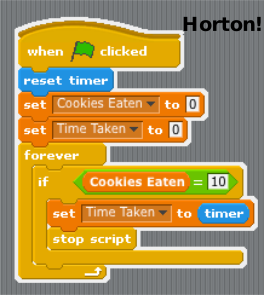 Horton!
when clicked
reset timer
set Cookies Eaten to 0
set Time Taken to 0
forever
if Cookies Eaten = 10
set Time Taken to timer
stop script